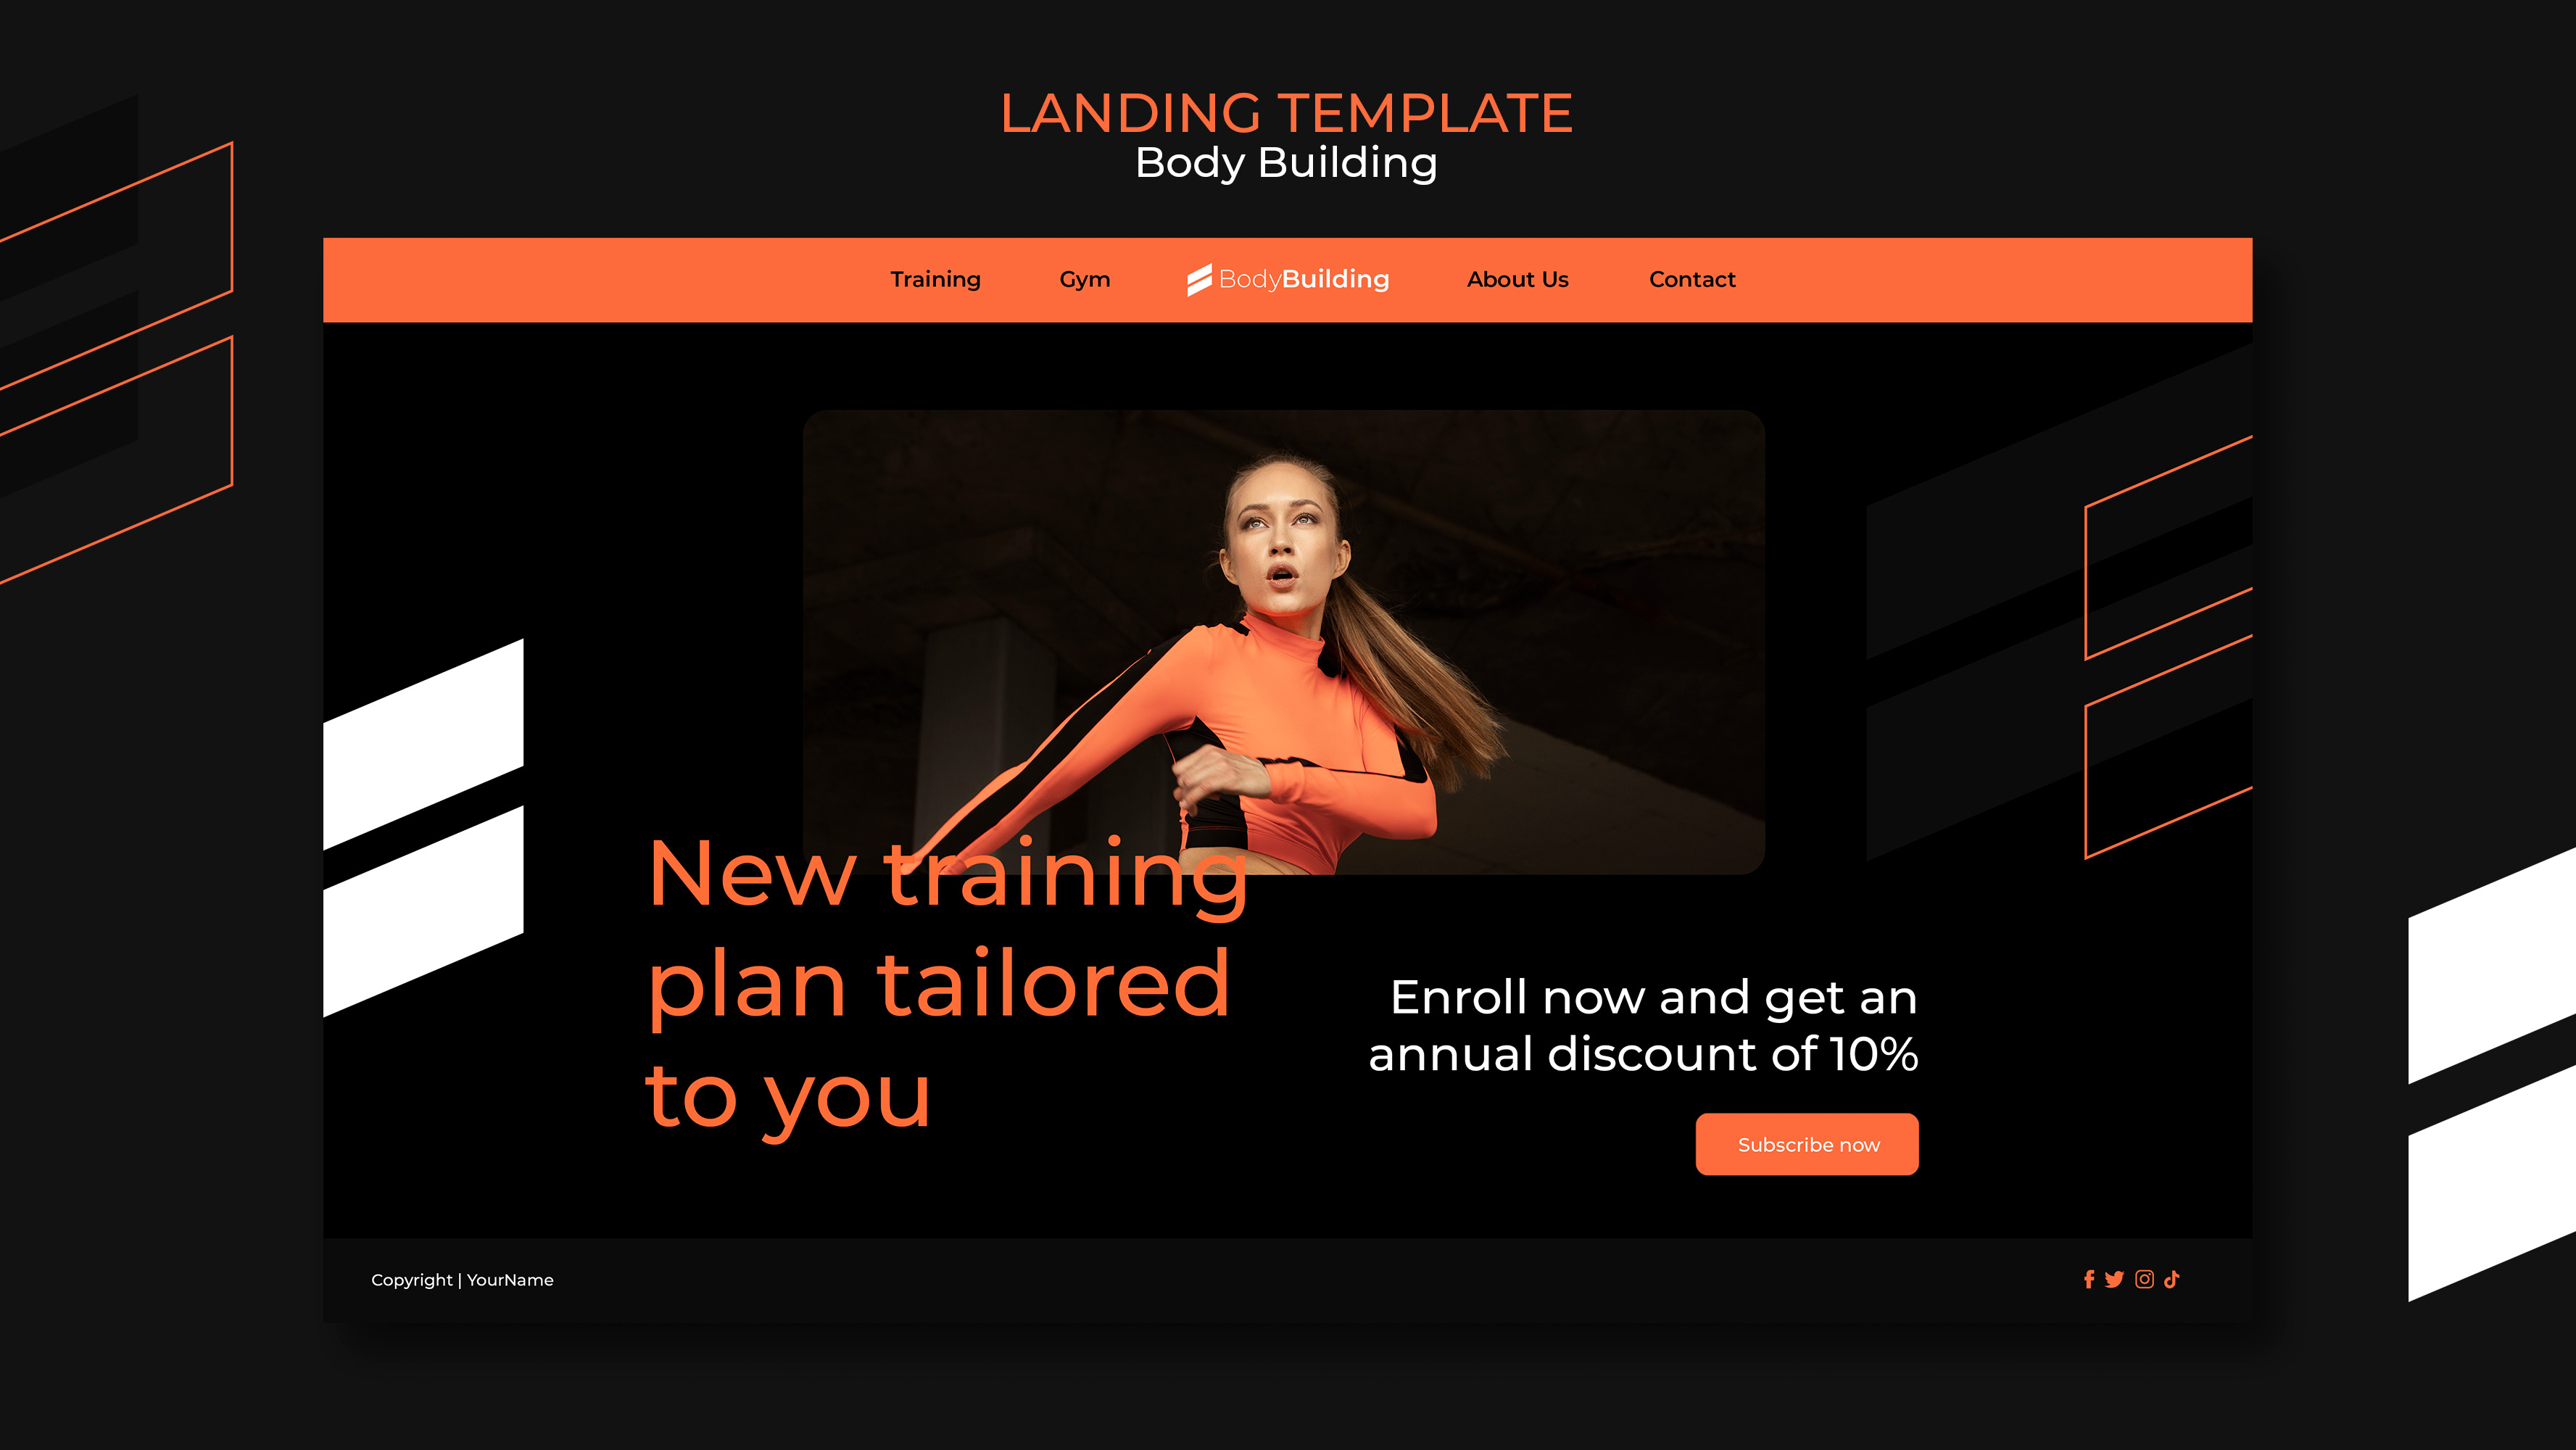 LANDING TEMPLATE
Body Building
Training Gym BodyBuilding About Us Contact
New training
plan tailored
to you
Enroll now and get an
annual discount of 10%
Subscribe now
Copyright | YourName